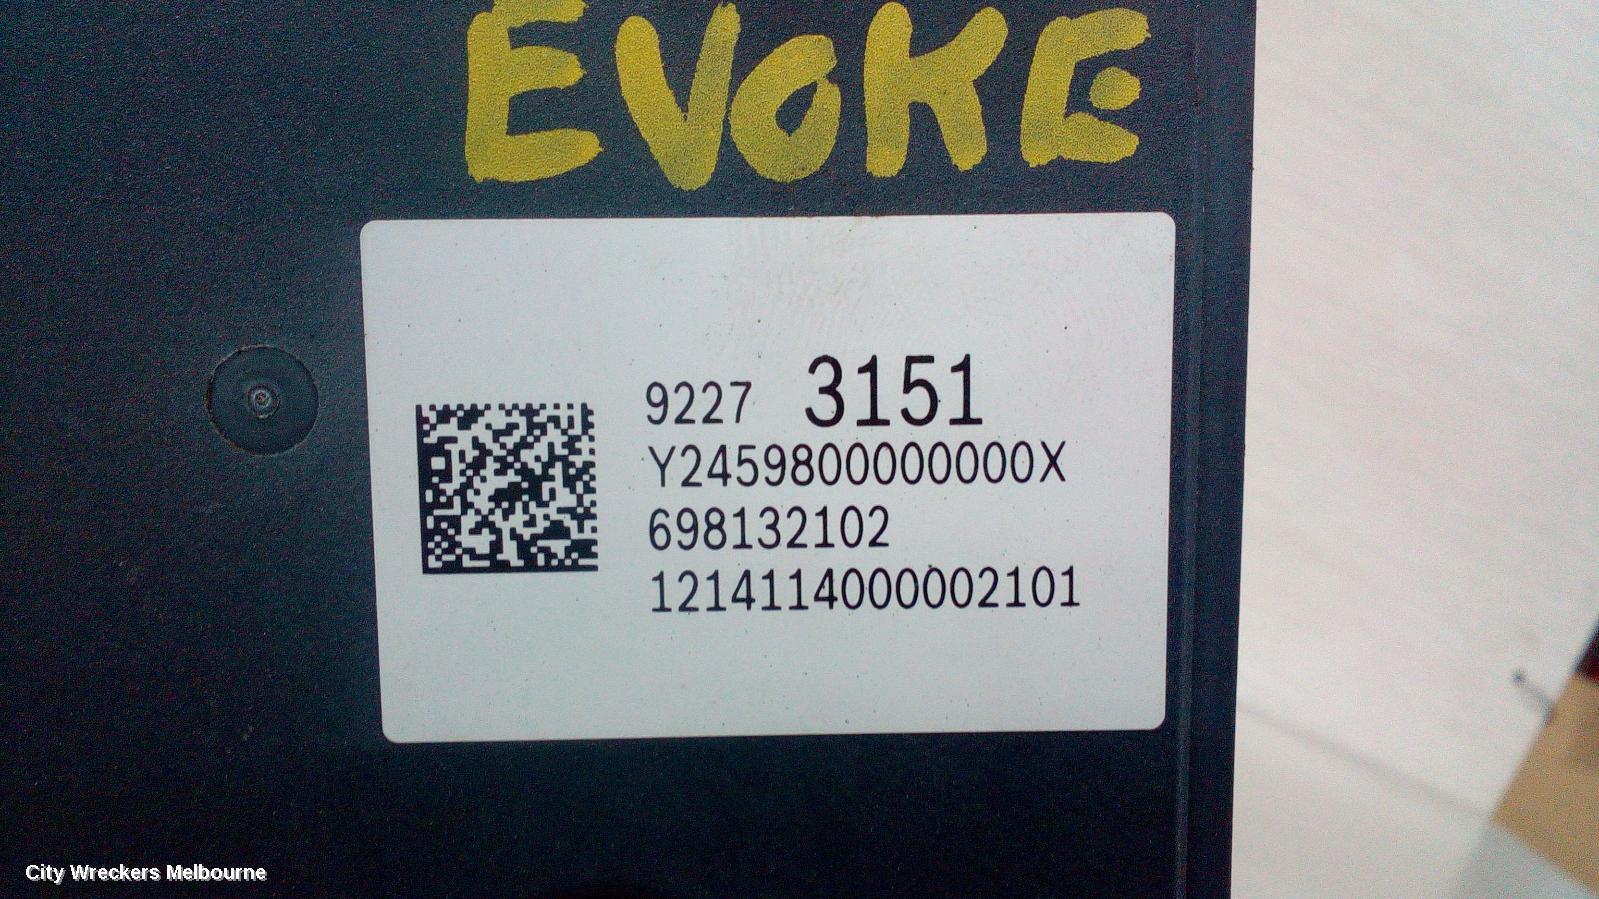 EVOKE
9227 3151
Y2459800000000X
698132102
1214114000002101
City Wreckers Melbourne